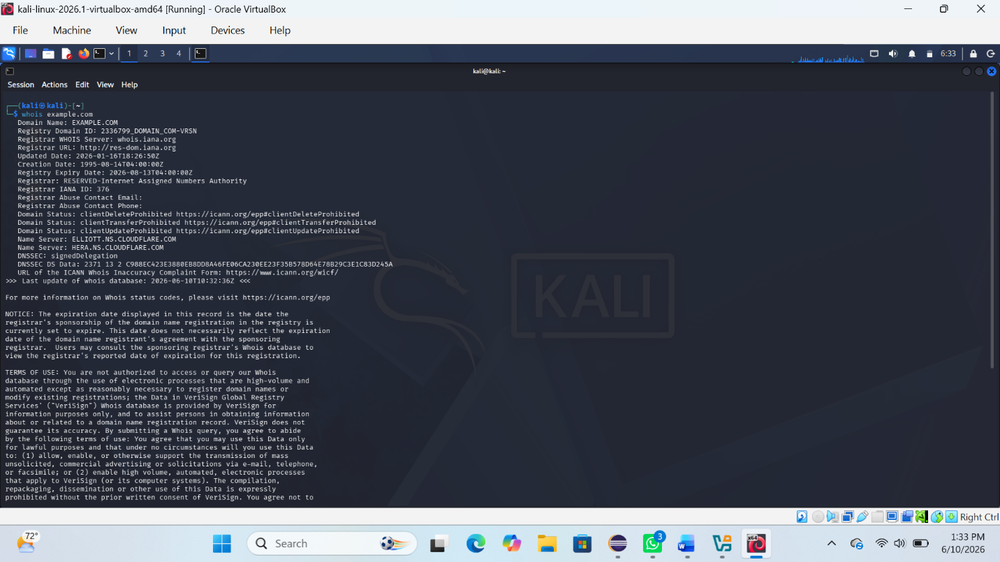 kali-linux-2026.1-virtualbox-amd64 [Running] - Oracle VirtualBox
File Machine View Input Devices Help
1 2 3 4 6:33
kali@kali: ~
Session Actions Edit View Help
┌──(kali㉿kali)-[~]
└─$ whois example.com
Domain Name: EXAMPLE.COM
Registry Domain ID: 2336799_DOMAIN_COM-VRSN
Registrar WHOIS Server: whois.iana.org
Registrar URL: http://res-dom.iana.org
Updated Date: 2026-01-16T18:26:50Z
Creation Date: 1995-08-14T04:00:00Z
Registry Expiry Date: 2026-08-13T04:00:00Z
Registrar: RESERVED-Internet Assigned Numbers Authority
Registrar IANA ID: 376
Registrar Abuse Contact Email:
Registrar Abuse Contact Phone:
Domain Status: clientDeleteProhibited https://icann.org/epp#clientDeleteProhibited
Domain Status: clientTransferProhibited https://icann.org/epp#clientTransferProhibited
Domain Status: clientUpdateProhibited https://icann.org/epp#clientUpdateProhibited
Name Server: ELLIOTT.NS.CLOUDFLARE.COM
Name Server: HERA.NS.CLOUDFLARE.COM
DNSSEC: signedDelegation
DNSSEC DS Data: 2371 13 2 C988EC423E3880EB8DD8A46FE06CA230EE23F35B578D64E78B29C3E1C83D245A
URL of the ICANN Whois Inaccuracy Complaint Form: https://www.icann.org/wicf/
>>> Last update of whois database: 2026-06-10T10:32:36Z <<<
For more information on Whois status codes, please visit https://icann.org/epp
NOTICE: The expiration date displayed in this record is the date the
registrar's sponsorship of the domain name registration in the registry is
currently set to expire. This date does not necessarily reflect the expiration
date of the domain name registrant's agreement with the sponsoring
registrar.  Users may consult the sponsoring registrar's Whois database to
view the registrar's reported date of expiration for this registration.
TERMS OF USE: You are not authorized to access or query our Whois
database through the use of electronic processes that are high-volume and
automated except as reasonably necessary to register domain names or
modify existing registrations; the Data in VeriSign Global Registry
Services' ("VeriSign") Whois database is provided by VeriSign for
information purposes only, and to assist persons in obtaining information
about or related to a domain name registration record. VeriSign does not
guarantee its accuracy. By submitting a Whois query, you agree to abide
by the following terms of use: You agree that you may use this Data only
for lawful purposes and that under no circumstances will you use this Data
to: (1) allow, enable, or otherwise support the transmission of mass
unsolicited, commercial advertising or solicitations via e-mail, telephone,
or facsimile; or (2) enable high volume, automated, electronic processes
that apply to VeriSign (or its computer systems). The compilation,
repackaging, dissemination or other use of this Data is expressly
prohibited without the prior written consent of VeriSign. You agree not to
KALI
Right Ctrl
72°
Search
3
1:33 PM
6/10/2026